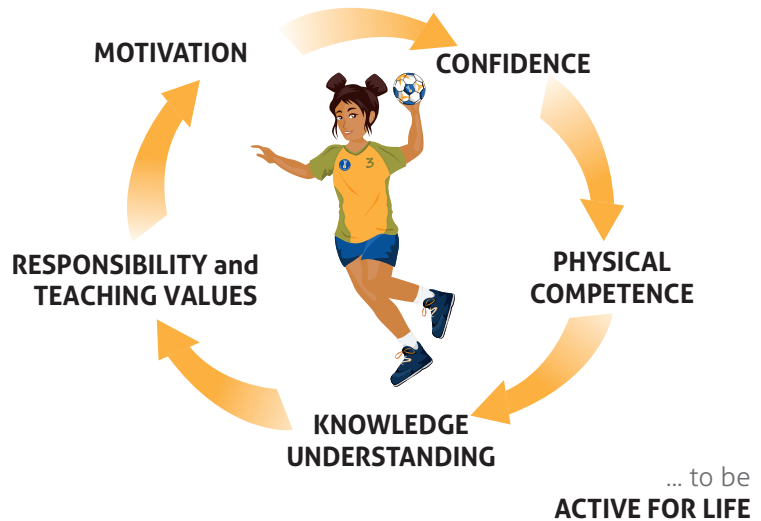 MOTIVATION
CONFIDENCE
PHYSICAL
COMPETENCE
KNOWLEDGE
UNDERSTANDING
RESPONSIBILITY and
TEACHING VALUES
3
... to be
ACTIVE FOR LIFE